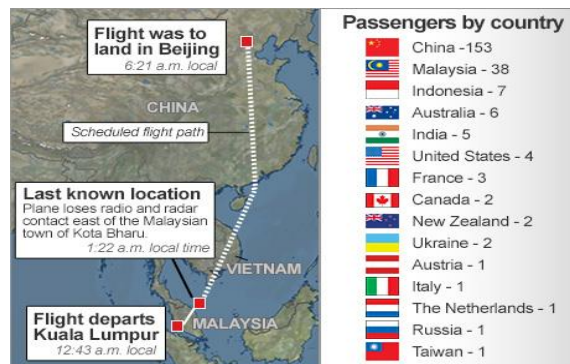 Flight was to
land in Beijing
6:21 a.m. local
CHINA
Scheduled flight path
Last known location
Plane loses radio and radar
contact east of the Malaysian
town of Kota Bharu.
1:22 a.m. local time
VIETNAM
Flight departs
Kuala Lumpur
12:43 a.m. local
MALAYSIA
Passengers by country
China -153
Malaysia - 38
Indonesia - 7
Australia - 6
India - 5
United States - 4
France - 3
Canada - 2
New Zealand - 2
Ukraine - 2
Austria - 1
Italy - 1
The Netherlands - 1
Russia - 1
Taiwan - 1